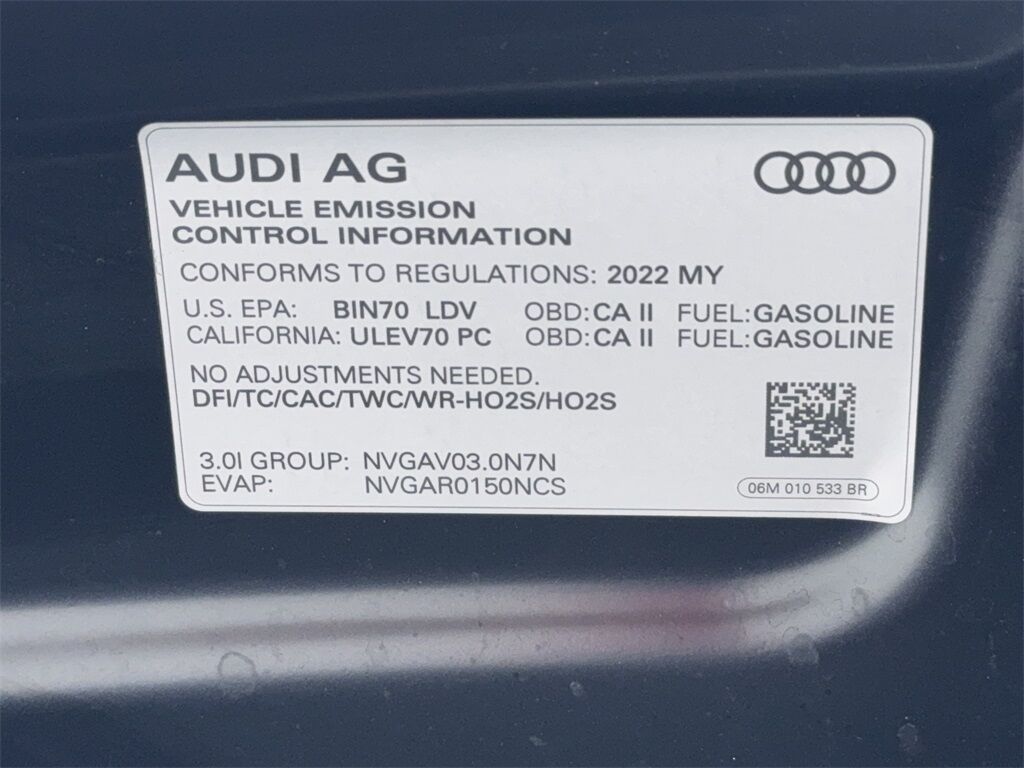 AUDI AG
VEHICLE EMISSION
CONTROL INFORMATION
CONFORMS TO REGULATIONS: 2022 MY
U.S. EPA: BIN70 LDV OBD:CA II FUEL:GASOLINE
CALIFORNIA: ULEV70 PC OBD:CA II FUEL:GASOLINE
NO ADJUSTMENTS NEEDED.
DFI/TC/CAC/TWC/WR-HO2S/HO2S
3.0l GROUP: NVGAV03.0N7N
EVAP: NVGAR0150NCS
06M 010 533 BR